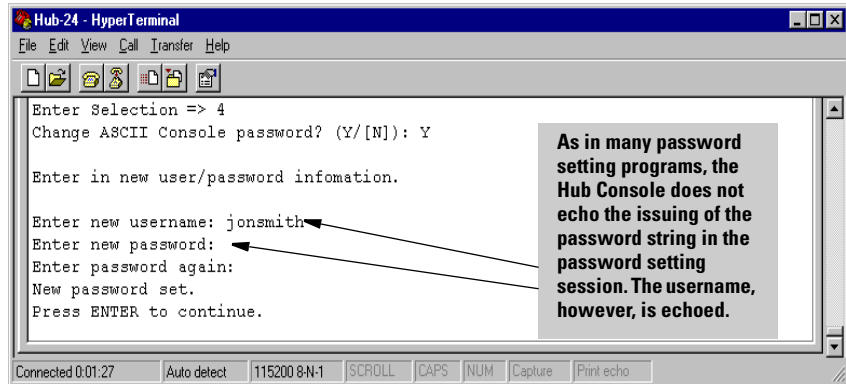 Hub-24 - HyperTerminal
File Edit View Call Transfer Help
Enter Selection => 4
Change ASCII Console password? (Y/[N]): Y
Enter in new user/password infomation.
Enter new username: jonsmith
Enter new password:
Enter password again:
New password set.
Press ENTER to continue.
As in many password
setting programs, the
Hub Console does not
echo the issuing of the
password string in the
password setting
session. The username,
however, is echoed.
Connected 0:01:27 Auto detect 115200 8-N-1 SCROLL CAPS NUM Capture Print echo